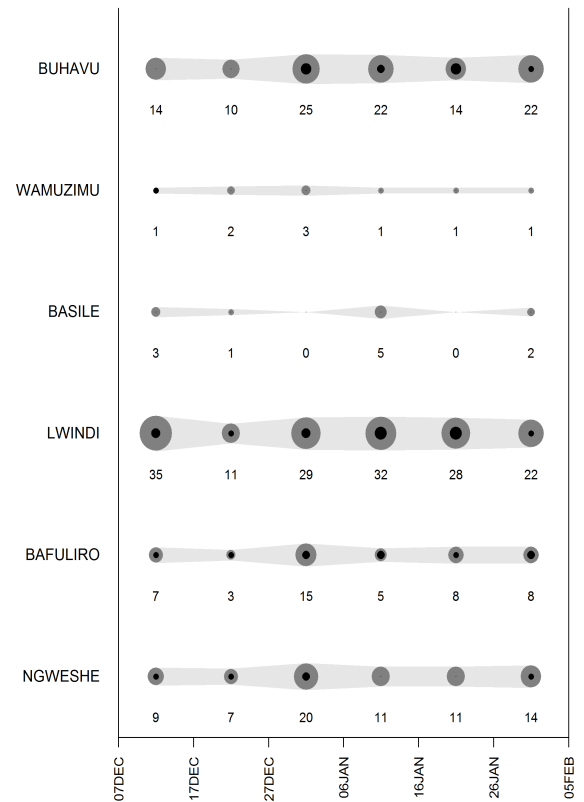 BUHAVU
14 10 25 22 14 22
WAMUZIMU
1 2 3 1 1 1
BASILE
3 1 0 5 0 2
LWINDI
35 11 29 32 28 22
BAFULIRO
7 3 15 5 8 8
NGWESHE
9 7 20 11 11 14
07DEC 17DEC 27DEC 06JAN 16JAN 26JAN 05FEB